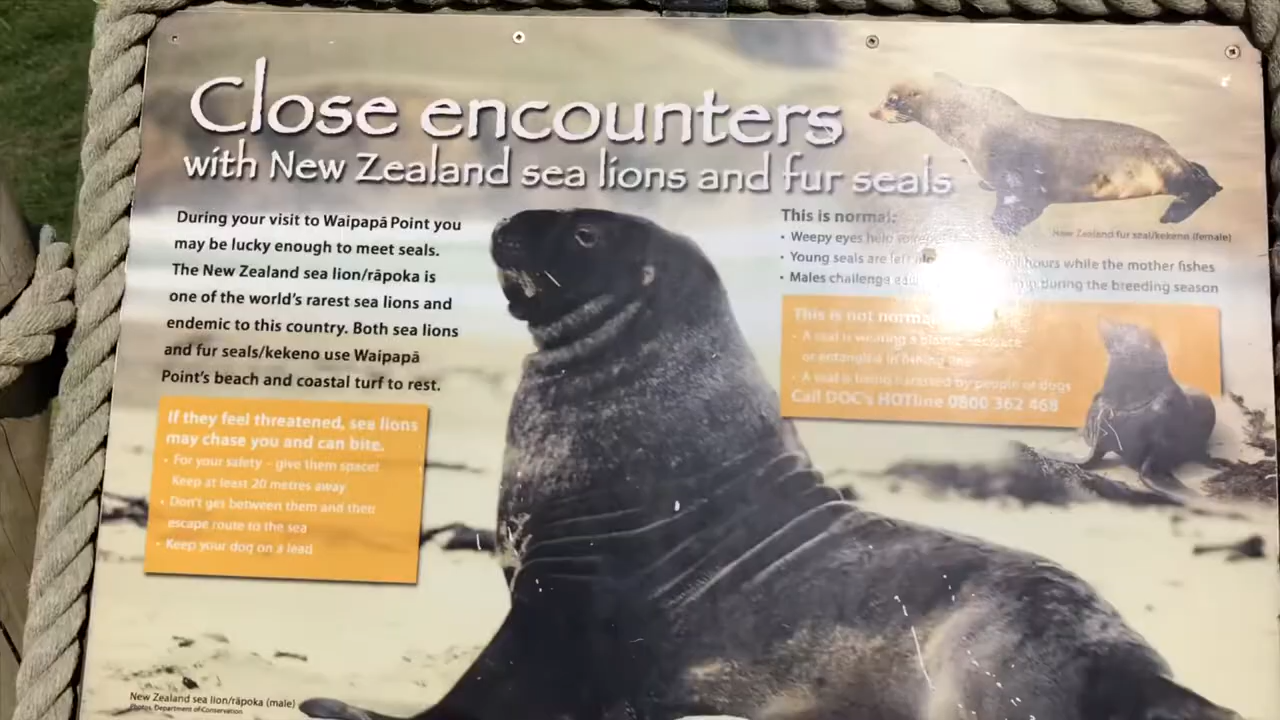 Close encounters
with New Zealand sea lions and fur seals
During your visit to Waipapā Point you
may be lucky enough to meet seals.
The New Zealand sea lion/rāpoka is
one of the world's rarest sea lions and
endemic to this country. Both sea lions
and fur seals/kekeno use Waipapā
Point's beach and coastal turf to rest.
If they feel threatened, sea lions
may chase you and can bite.
• For your safety – give them space!
Keep at least 20 metres away
• Don't get between them and their
escape route to the sea
• Keep your dog on a lead
New Zealand sea lion/rāpoka (male)
Photos: Department of Conservation
New Zealand fur seal/kekeno (female)
This is normal:
• Weepy eyes help
• Young seals are left hours while the mother fishes
• Males challenge during the breeding season
This is not normal
• A seal is wearing a plastic necklace
or entangled in fishing line
• A seal is being harassed by people or dogs
Call DOC's HOTline 0800 362 468